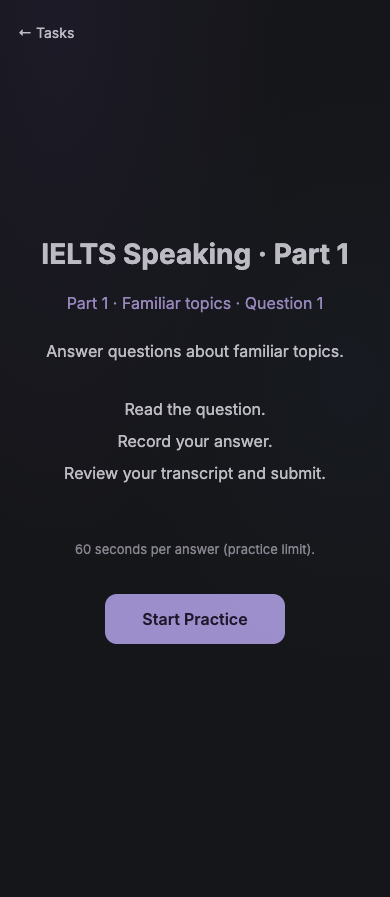 ← Tasks
IELTS Speaking · Part 1
Part 1 · Familiar topics · Question 1
Answer questions about familiar topics.
Read the question.
Record your answer.
Review your transcript and submit.
60 seconds per answer (practice limit).
Start Practice